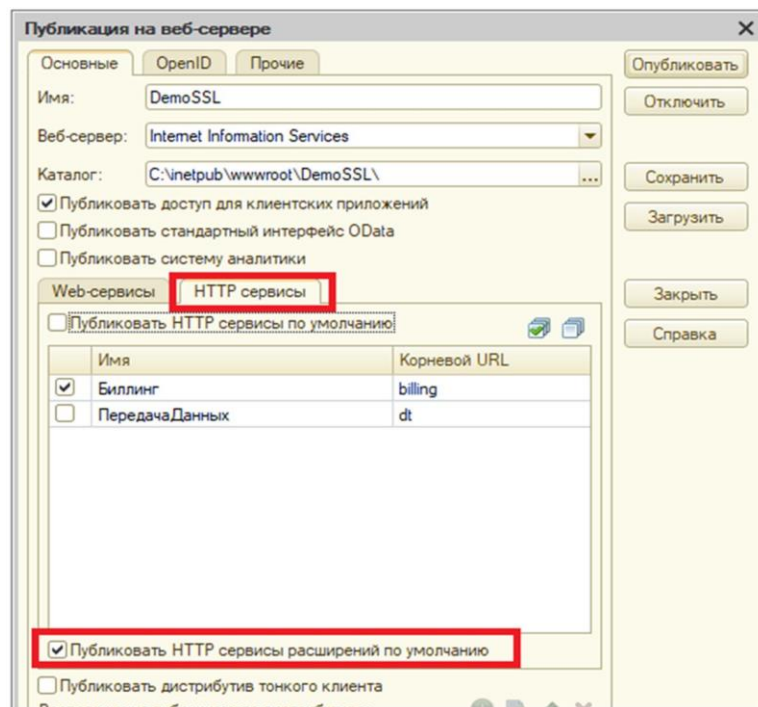 Публикация на веб-сервере
Основные OpenID Прочие
Опубликовать
Имя: DemoSSL
Отключить
Веб-сервер: Internet Information Services
Каталог: C:\inetpub\wwwroot\DemoSSL\ ...
Сохранить
Публиковать доступ для клиентских приложений
Загрузить
Публиковать стандартный интерфейс OData
Публиковать систему аналитики
Web-сервисы HTTP сервисы
Закрыть
Публиковать HTTP сервисы по умолчанию
Справка
Имя Корневой URL
Биллинг billing
ПередачаДанных dt
Публиковать HTTP сервисы расширений по умолчанию
Публиковать дистрибутив тонкого клиента